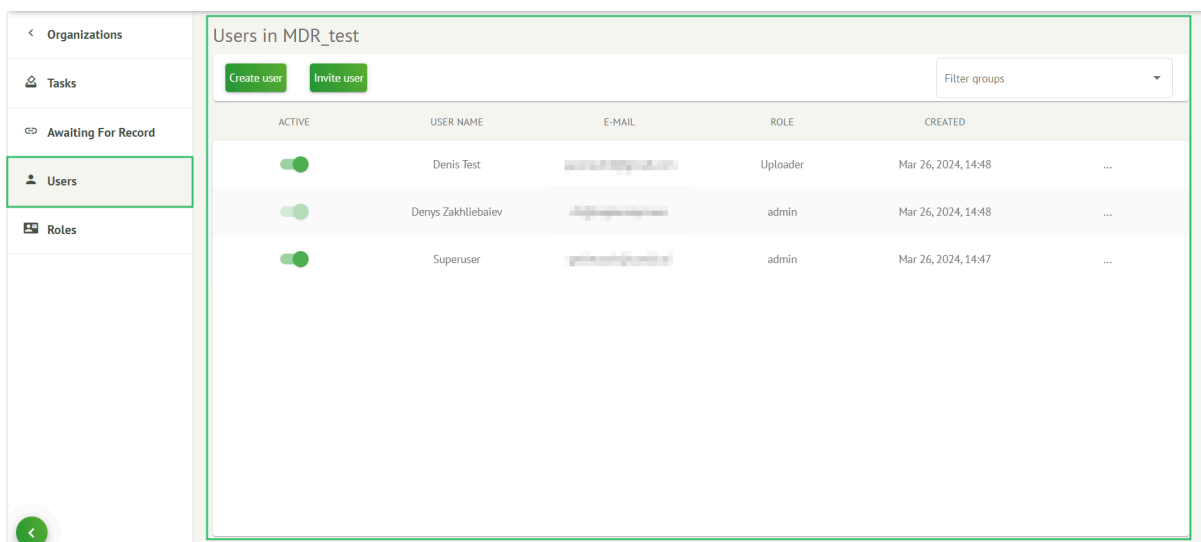 Organizations
Tasks
Awaiting For Record
Users
Roles
Users in MDR_test
Create user Invite user Filter groups
ACTIVE USER NAME E-MAIL ROLE CREATED
Denis Test Uploader Mar 26, 2024, 14:48 ...
Denys Zakhliebaiev admin Mar 26, 2024, 14:48 ...
Superuser admin Mar 26, 2024, 14:47 ...